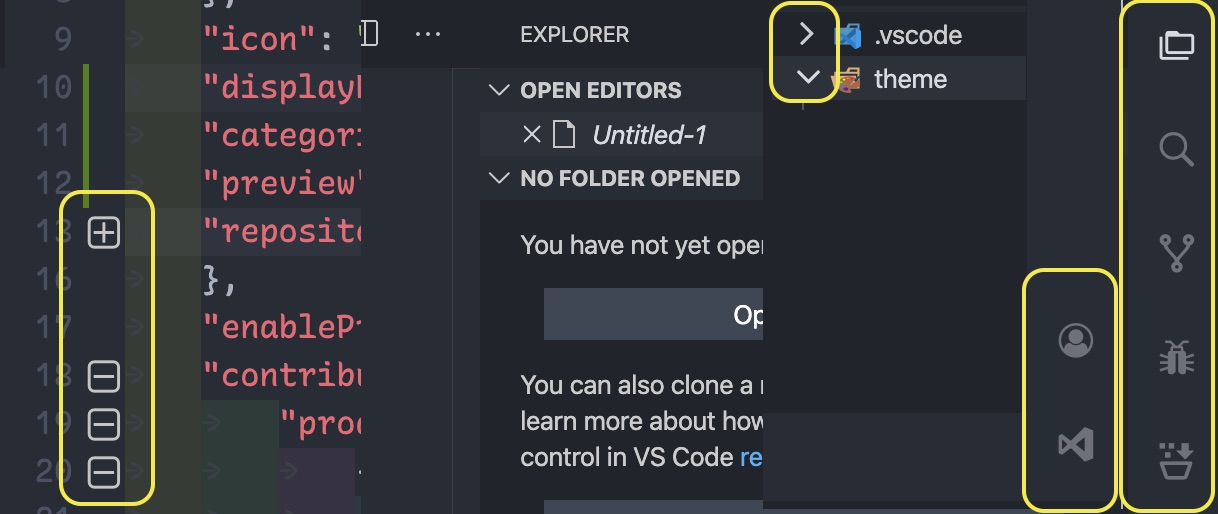 9 "icon": "
10 "display
11 "categori
12 "preview"
13 "reposito
16 },
17 "enablePr
18 "contribu
19 "prod
20
21
EXPLORER
OPEN EDITORS
Untitled-1
NO FOLDER OPENED
You have not yet open
Op
You can also clone a r
learn more about how
control in VS Code re
.vscode
theme